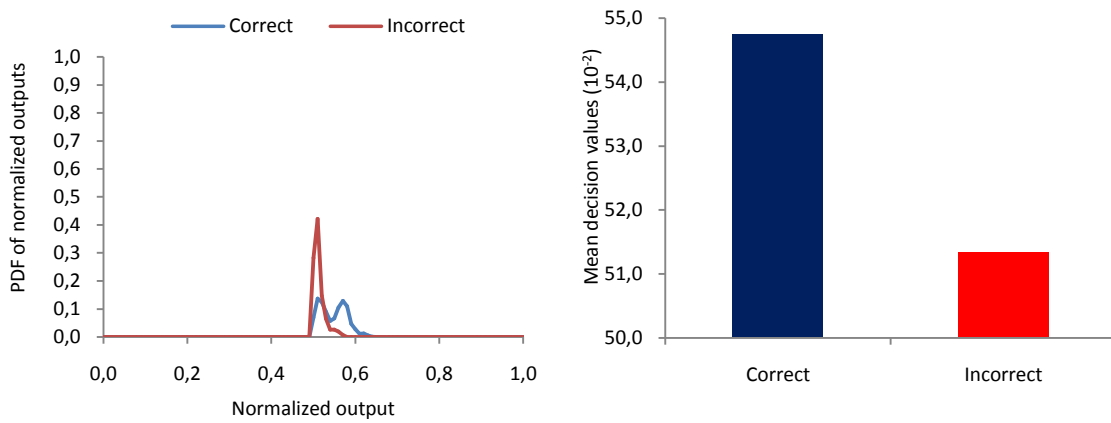 Correct Incorrect
PDF of normalized outputs
1,0
0,9
0,8
0,7
0,6
0,5
0,4
0,3
0,2
0,1
0,0
0,0 0,2 0,4 0,6 0,8 1,0
Normalized output
Mean decision values (10⁻²)
55,0
54,0
53,0
52,0
51,0
50,0
Correct Incorrect